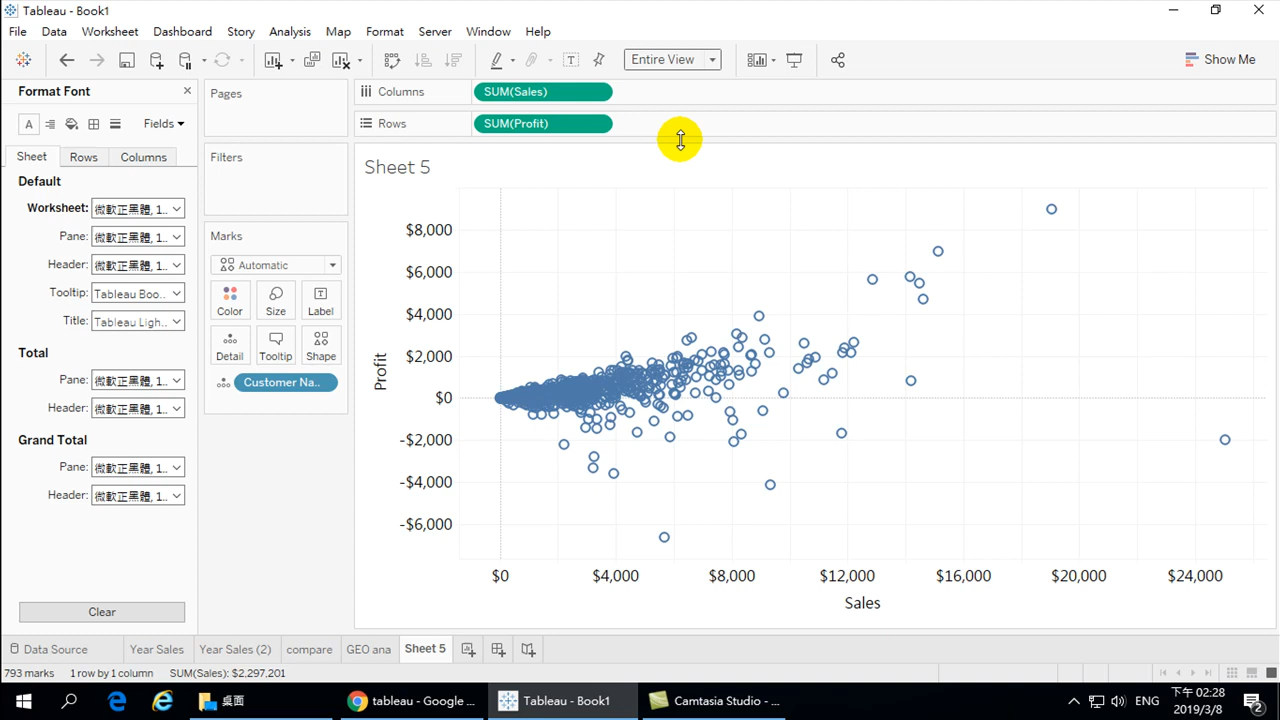 Tableau - Book1
File Data Worksheet Dashboard Story Analysis Map Format Server Window Help
Entire View
Show Me
Format Font
Fields
Sheet Rows Columns
Default
Worksheet: 微軟正黑體, 1..
Pane: 微軟正黑體, 1..
Header: 微軟正黑體, 1..
Tooltip: Tableau Boo..
Title: Tableau Ligh..
Total
Pane: 微軟正黑體, 1..
Header: 微軟正黑體, 1..
Grand Total
Pane: 微軟正黑體, 1..
Header: 微軟正黑體, 1..
Clear
Pages
Filters
Marks
Automatic
Color Size Label
Detail Tooltip Shape
Customer Na..
Columns SUM(Sales)
Rows SUM(Profit)
Sheet 5
$8,000
$6,000
$4,000
$2,000
$0
-$2,000
-$4,000
-$6,000
Profit
$0 $4,000 $8,000 $12,000 $16,000 $20,000 $24,000
Sales
Data Source Year Sales Year Sales (2) compare GEO ana Sheet 5
793 marks 1 row by 1 column SUM(Sales): $2,297,201
桌面 tableau - Google ... Tableau - Book1 Camtasia Studio - ... ENG 下午 02:28
2019/3/8
2